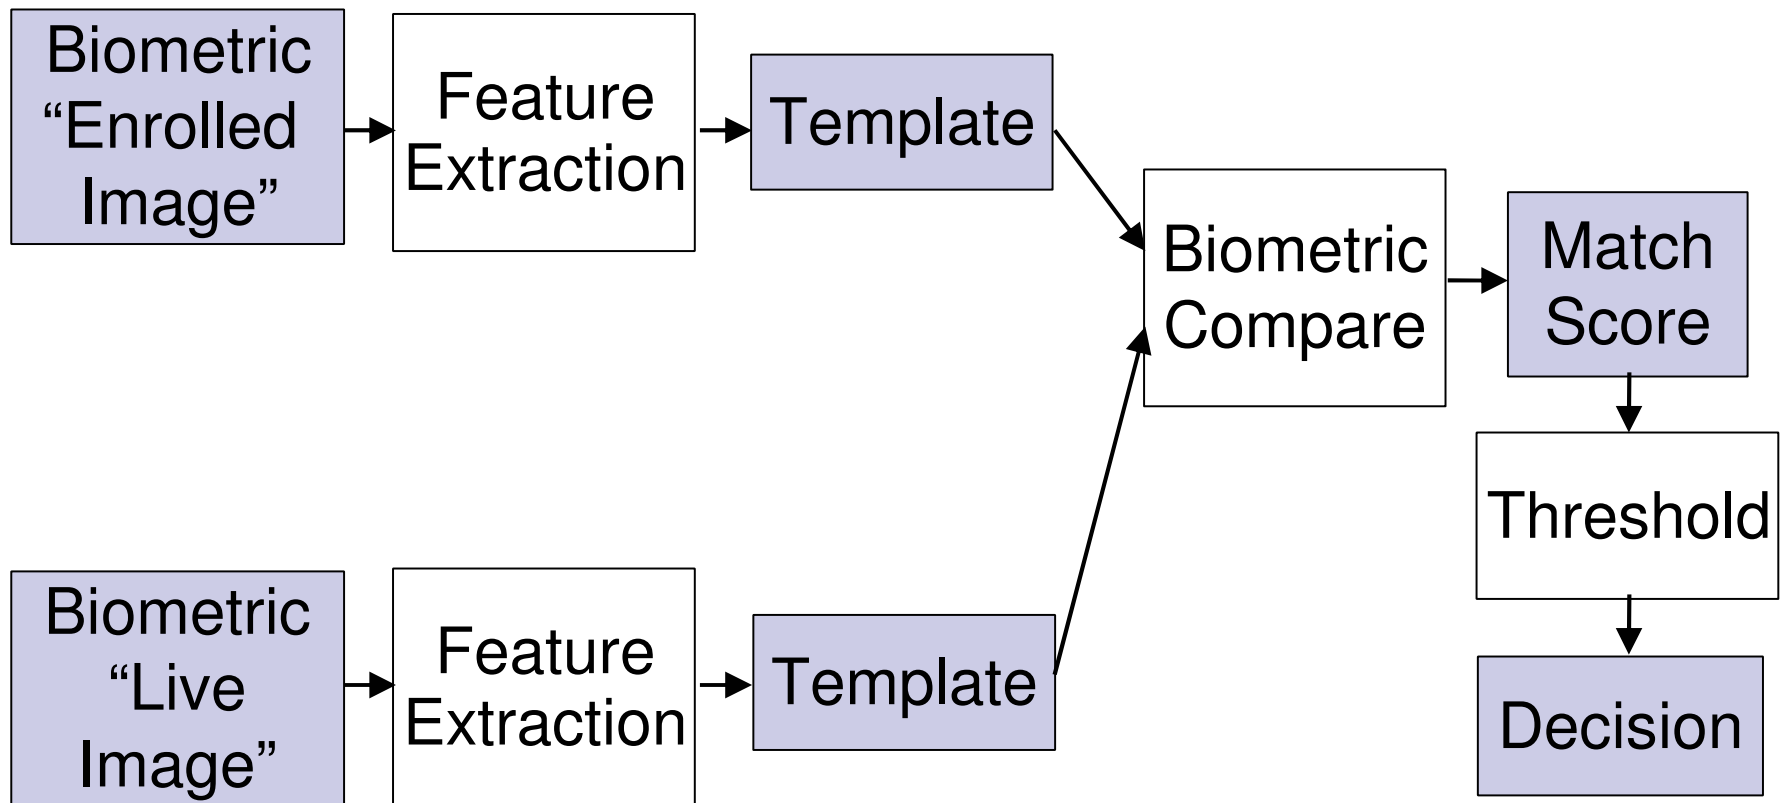 Biometric
“Enrolled
Image”
Feature
Extraction
Template
Biometric
Compare
Match
Score
Threshold
Decision
Biometric
“Live
Image”
Feature
Extraction
Template